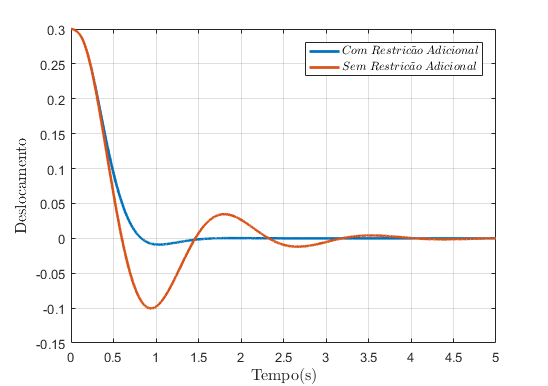 0.3
0.25
0.2
0.15
0.1
0.05
0
-0.05
-0.1
-0.15
Deslocamento
Com Restricão Adicional
Sem Restricão Adicional
0 0.5 1 1.5 2 2.5 3 3.5 4 4.5 5
Tempo(s)